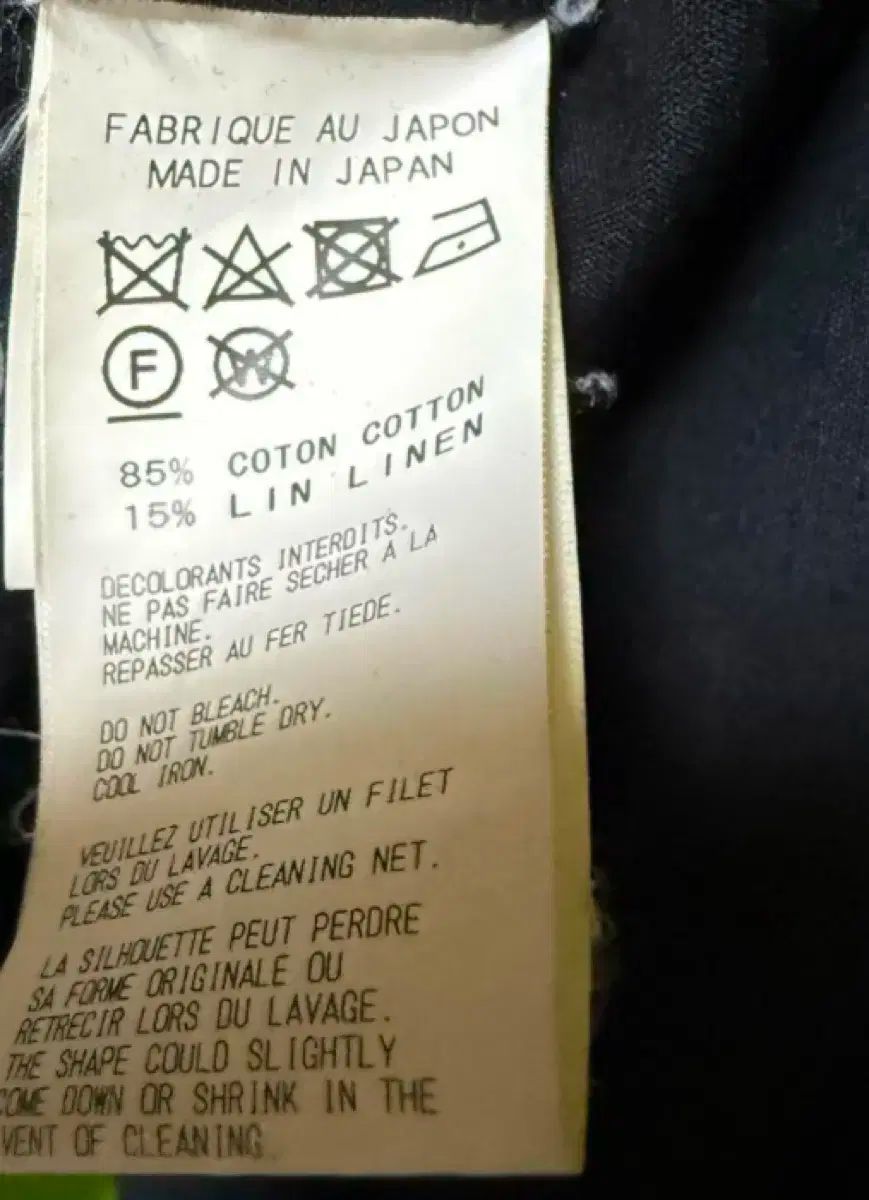 FABRIQUE AU JAPON
MADE IN JAPAN
F
W
85% COTON COTTON
15% LIN LINEN
DECOLORANTS INTERDITS.
NE PAS FAIRE SECHER A LA
MACHINE.
REPASSER AU FER TIEDE.
DO NOT BLEACH.
DO NOT TUMBLE DRY.
COOL IRON.
VEUILLEZ UTILISER UN FILET
LORS DU LAVAGE.
PLEASE USE A CLEANING NET.
LA SILHOUETTE PEUT PERDRE
SA FORME ORIGINALE OU
RETRECIR LORS DU LAVAGE.
THE SHAPE COULD SLIGHTLY
COME DOWN OR SHRINK IN THE
VENT OF CLEANING